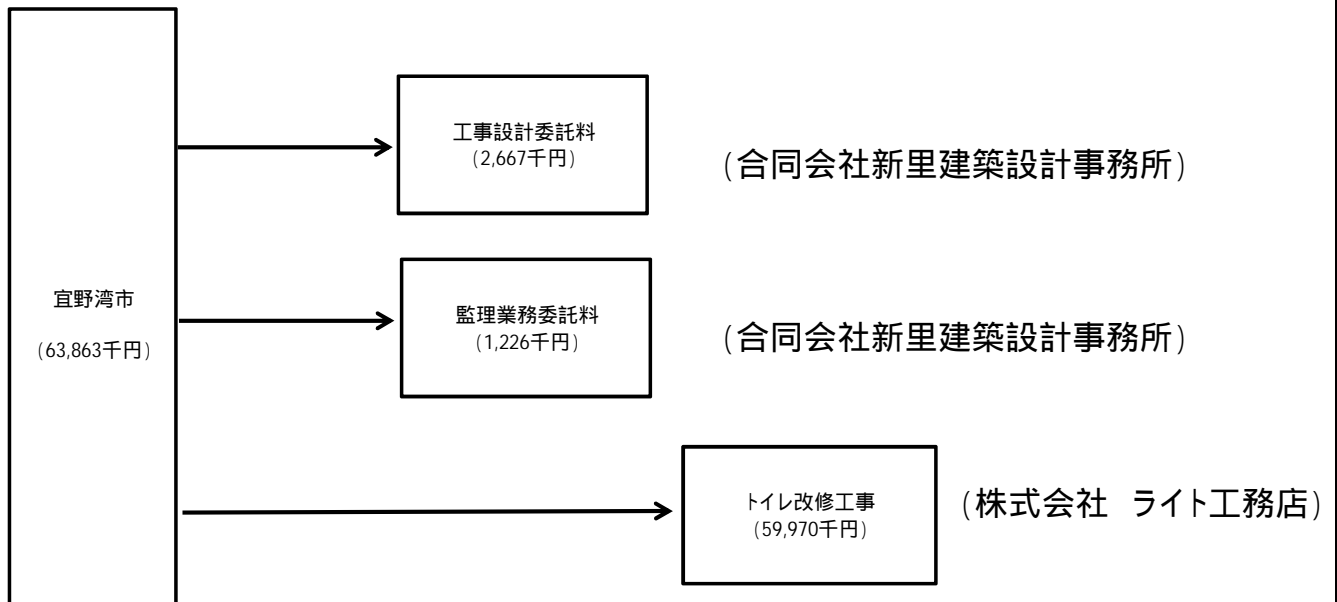 工事設計委託料
(2,667千円)
(合同会社新里建築設計事務所)
宜野湾市
(63,863千円)
監理業務委託料
(1,226千円)
(合同会社新里建築設計事務所)
トイレ改修工事
(59,970千円)
(株式会社 ライト工務店)